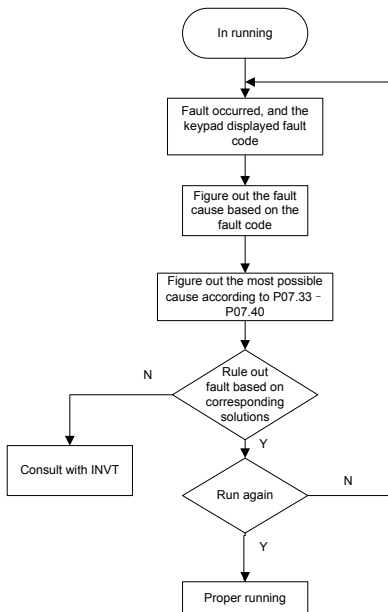 In running
Fault occurred, and the
keypad displayed fault
code
Figure out the fault
cause based on the
fault code
Figure out the most possible
cause according to P07.33–
P07.40
N
Rule out
fault based on
corresponding
solutions
Y
Consult with INVT
Run again
N
Y
Proper running